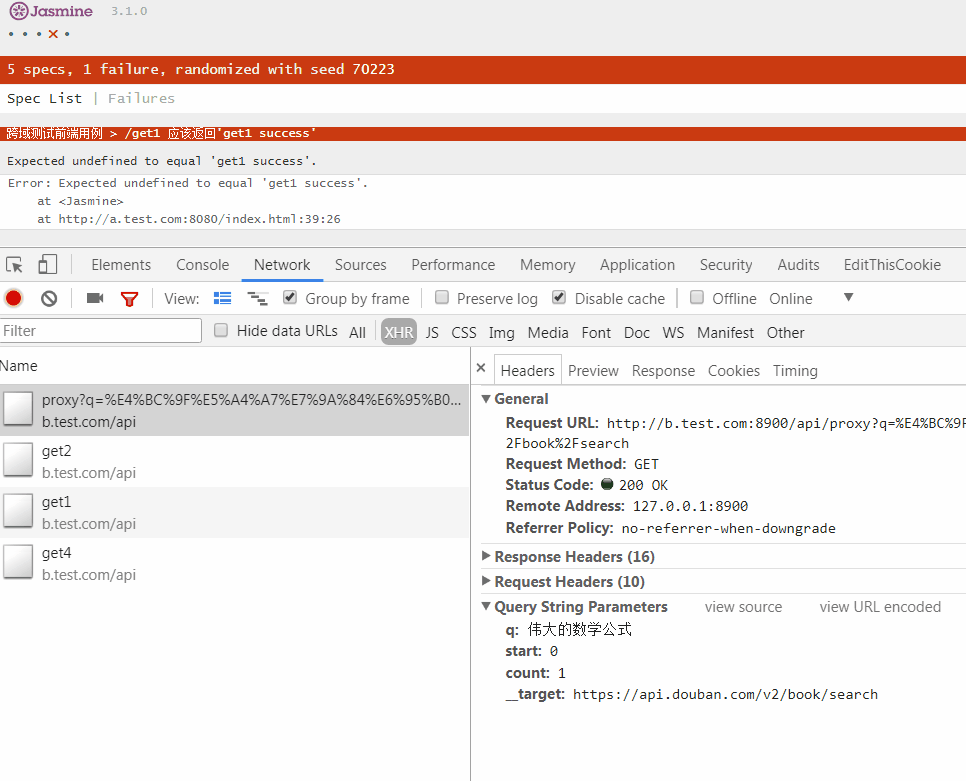 Jasmine 3.1.0
• • • × •
5 specs, 1 failure, randomized with seed 70223
Spec List | Failures
跨域测试前端用例 > /get1 应该返回'get1 success'
Expected undefined to equal 'get1 success'.
Error: Expected undefined to equal 'get1 success'.
at <Jasmine>
at http://a.test.com:8080/index.html:39:26
Elements Console Network Sources Performance Memory Application Security Audits EditThisCookie
View: Group by frame Preserve log Disable cache Offline Online
Filter Hide data URLs All XHR JS CSS Img Media Font Doc WS Manifest Other
Name
proxy?q=%E4%BC%9F%E5%A4%A7%E7%9A%84%E6%95%B0...
b.test.com/api
get2
b.test.com/api
get1
b.test.com/api
get4
b.test.com/api
× Headers Preview Response Cookies Timing
General
Request URL: http://b.test.com:8900/api/proxy?q=%E4%BC%9F
2Fbook%2Fsearch
Request Method: GET
Status Code: 200 OK
Remote Address: 127.0.0.1:8900
Referrer Policy: no-referrer-when-downgrade
Response Headers (16)
Request Headers (10)
Query String Parameters view source view URL encoded
q: 伟大的数学公式
start: 0
count: 1
__target: https://api.douban.com/v2/book/search